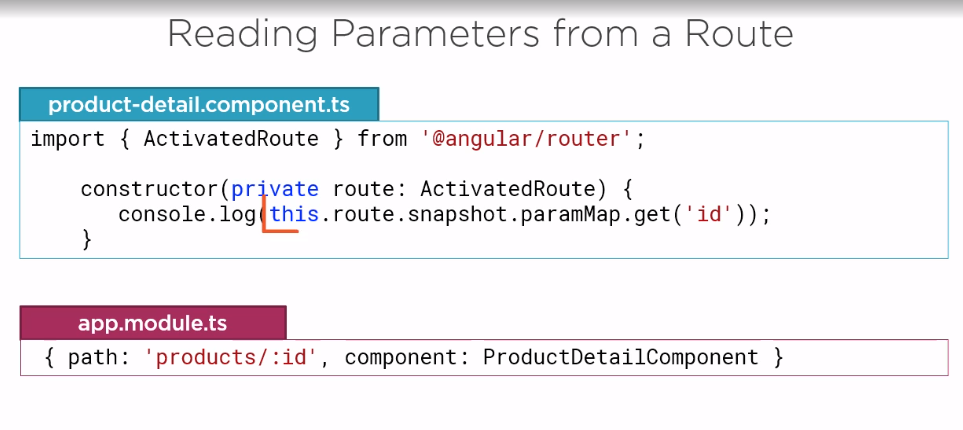 Reading Parameters from a Route
product-detail.component.ts
import { ActivatedRoute } from '@angular/router';
constructor(private route: ActivatedRoute) {
console.log(this.route.snapshot.paramMap.get('id'));
}
app.module.ts
{ path: 'products/:id', component: ProductDetailComponent }